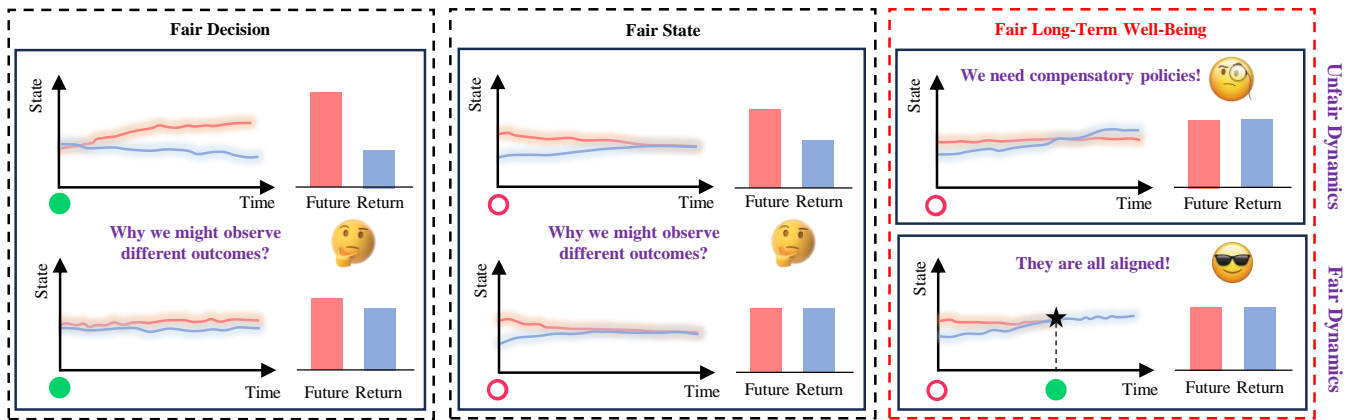 Fair Decision
State
Time
Future Return
Why we might observe
different outcomes?
State
Time
Future Return
Fair State
State
Time
Future Return
Why we might observe
different outcomes?
State
Time
Future Return
Fair Long-Term Well-Being
We need compensatory policies!
State
Time
Future Return
Unfair Dynamics
They are all aligned!
State
Time
Future Return
Fair Dynamics